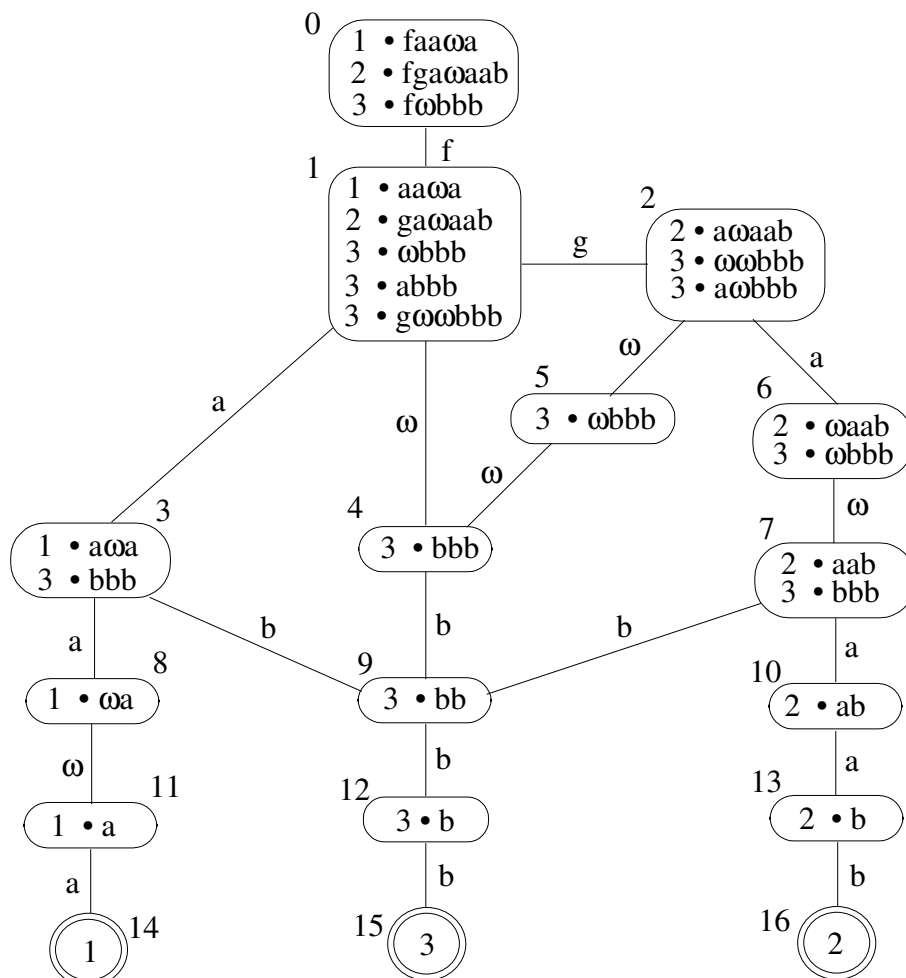 0
1 • faaωa
2 • fgaωaab
3 • fωbbb
f
1
1 • aaωa
2 • gaωaab
3 • ωbbb
3 • abbb
3 • gωωbbb
g
2
2 • aωaab
3 • ωωbbb
3 • aωbbb
a
ω
ω
a
5
3 • ωbbb
6
2 • ωaab
3 • ωbbb
ω
ω
3
1 • aωa
3 • bbb
4
3 • bbb
7
2 • aab
3 • bbb
a
b
b
b
a
8
1 • ωa
9
3 • bb
10
2 • ab
ω
b
a
11
1 • a
12
3 • b
13
2 • b
a
b
b
1
14
15
3
16
2